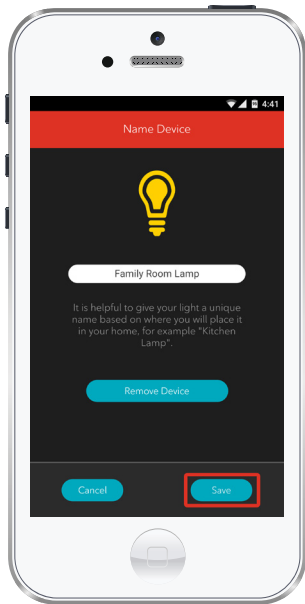 4:41
Name Device
Family Room Lamp
It is helpful to give your light a unique
name based on where you will place it
in your home, for example "Kitchen
Lamp".
Remove Device
Cancel
Save